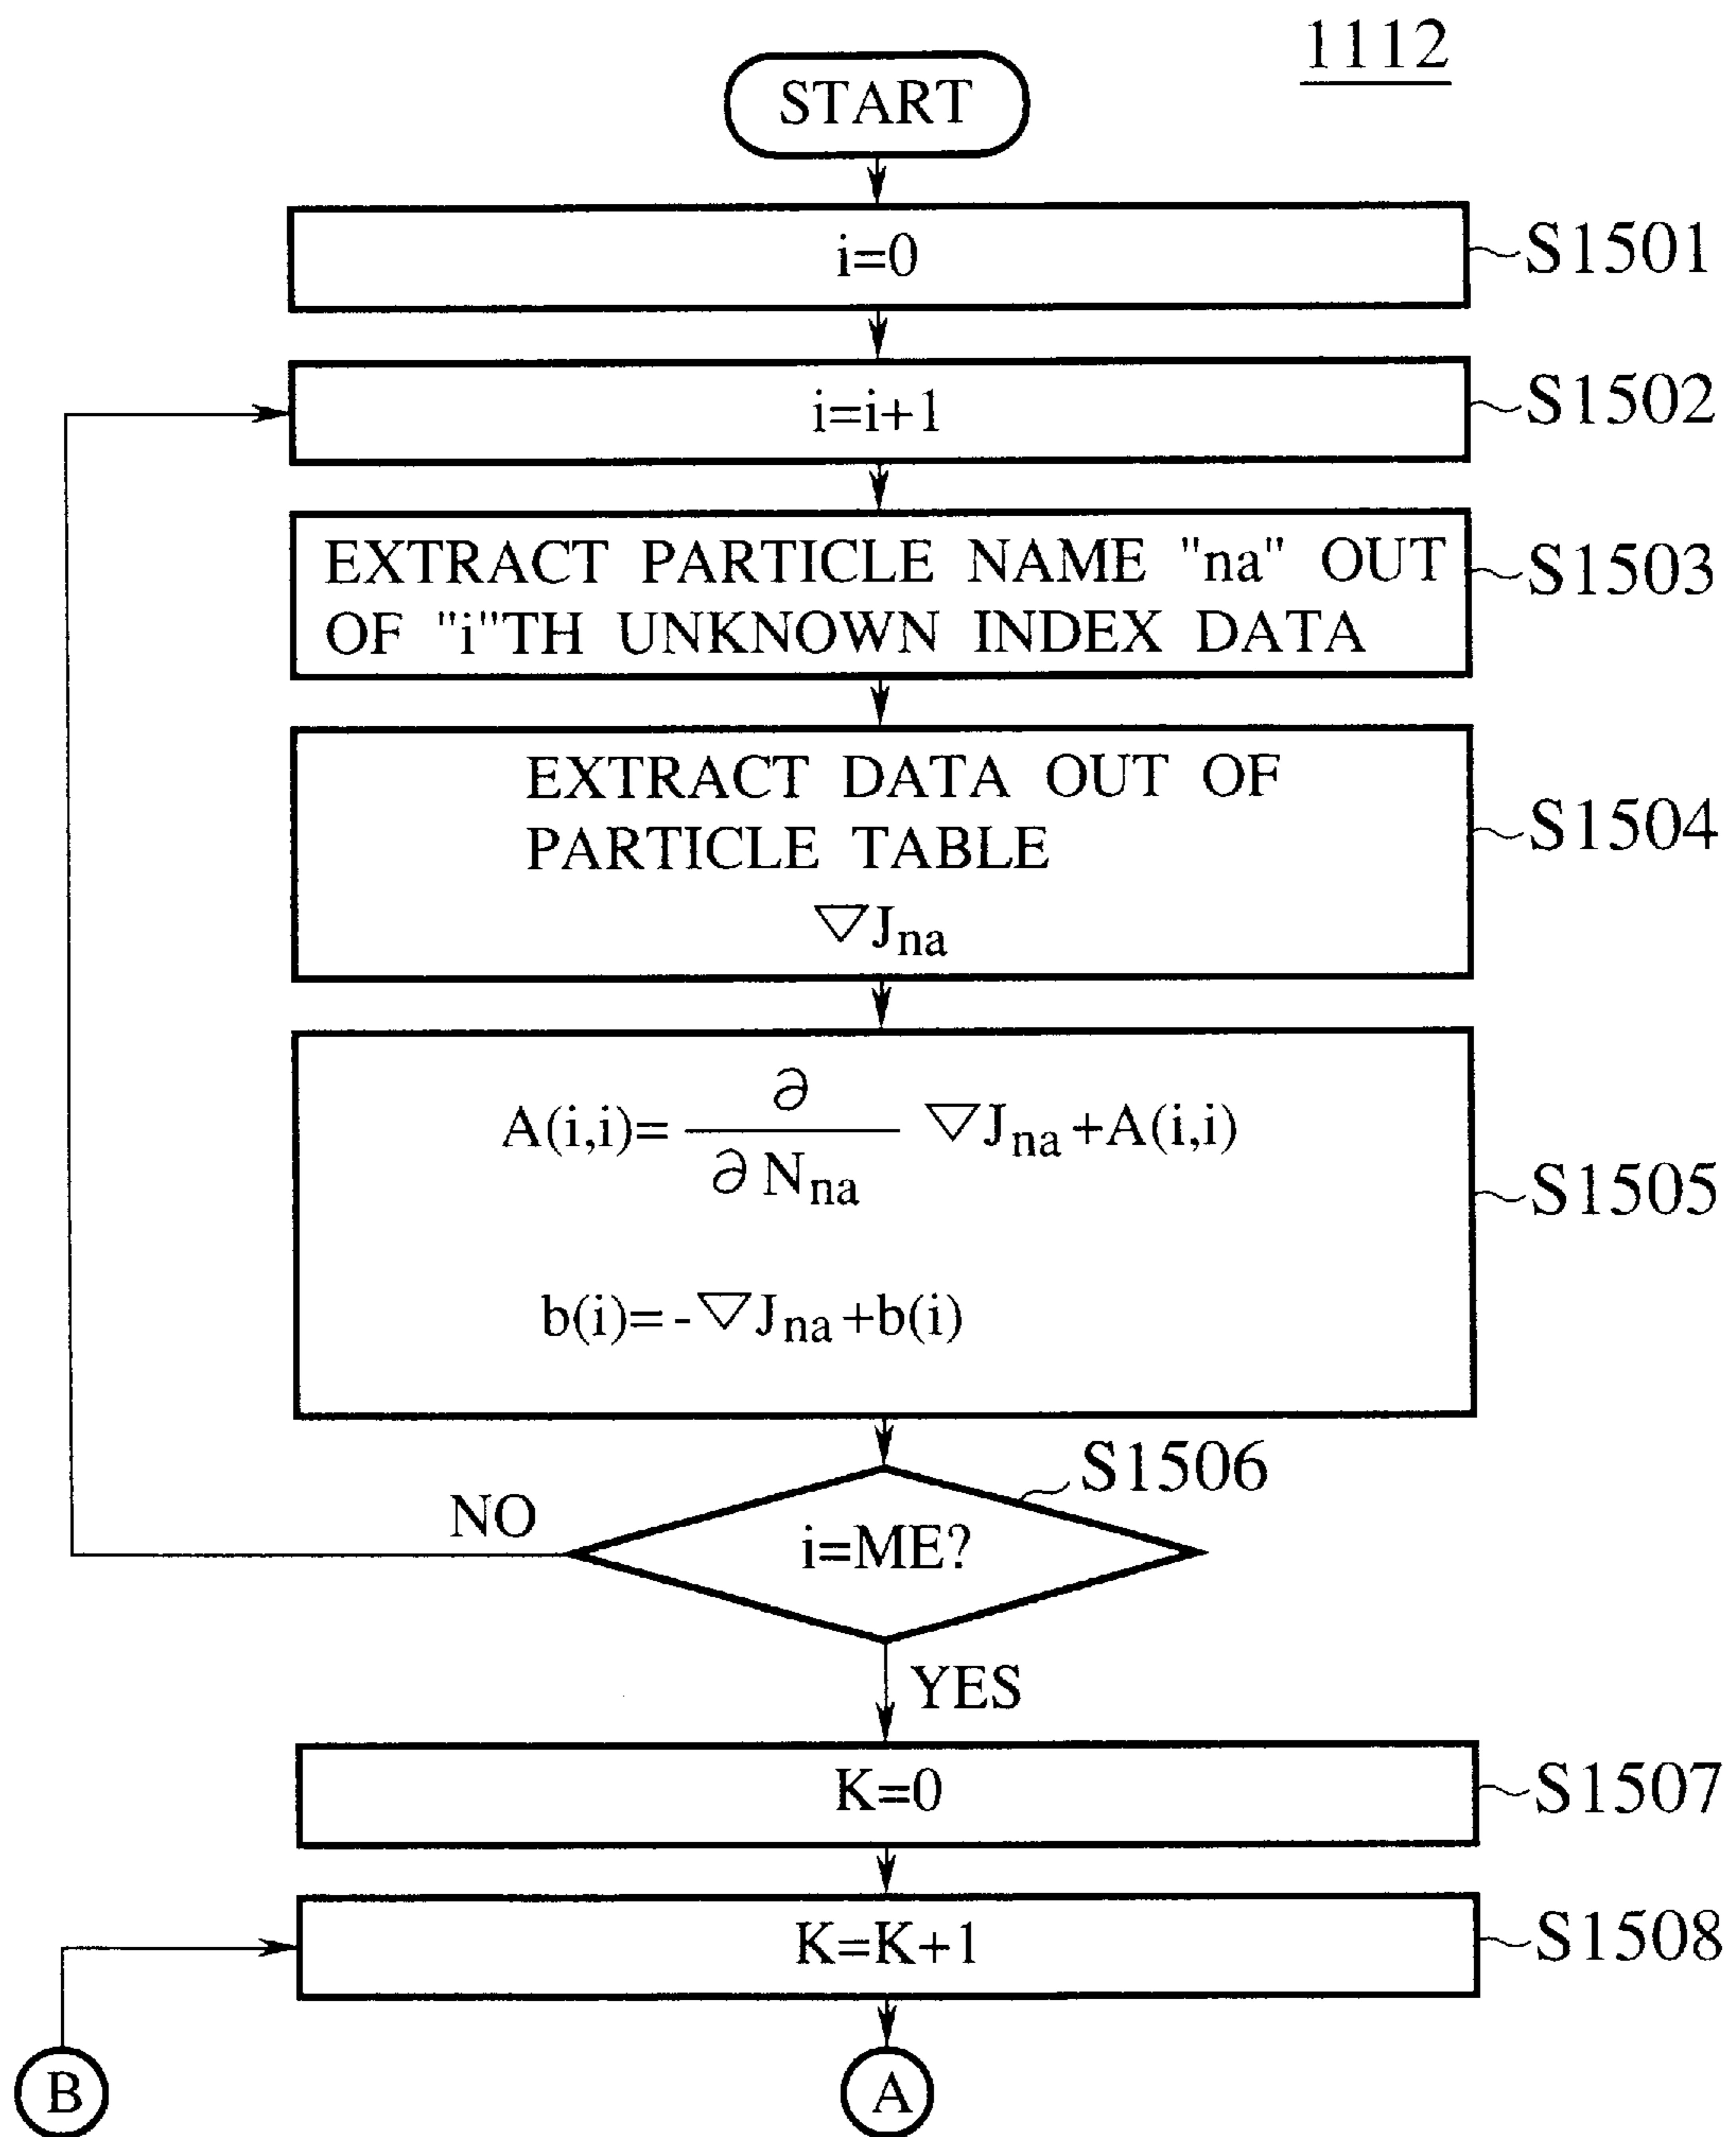 1112
START
i=0
S1501
i=i+1
S1502
EXTRACT PARTICLE NAME "na" OUT
OF "i"TH UNKNOWN INDEX DATA
S1503
EXTRACT DATA OUT OF
PARTICLE TABLE
▽Jna
S1504
A(i,i)= ∂/∂Nna ▽Jna+A(i,i)
b(i)=-▽Jna+b(i)
S1505
S1506
NO
i=ME?
YES
K=0
S1507
K=K+1
S1508
B
A